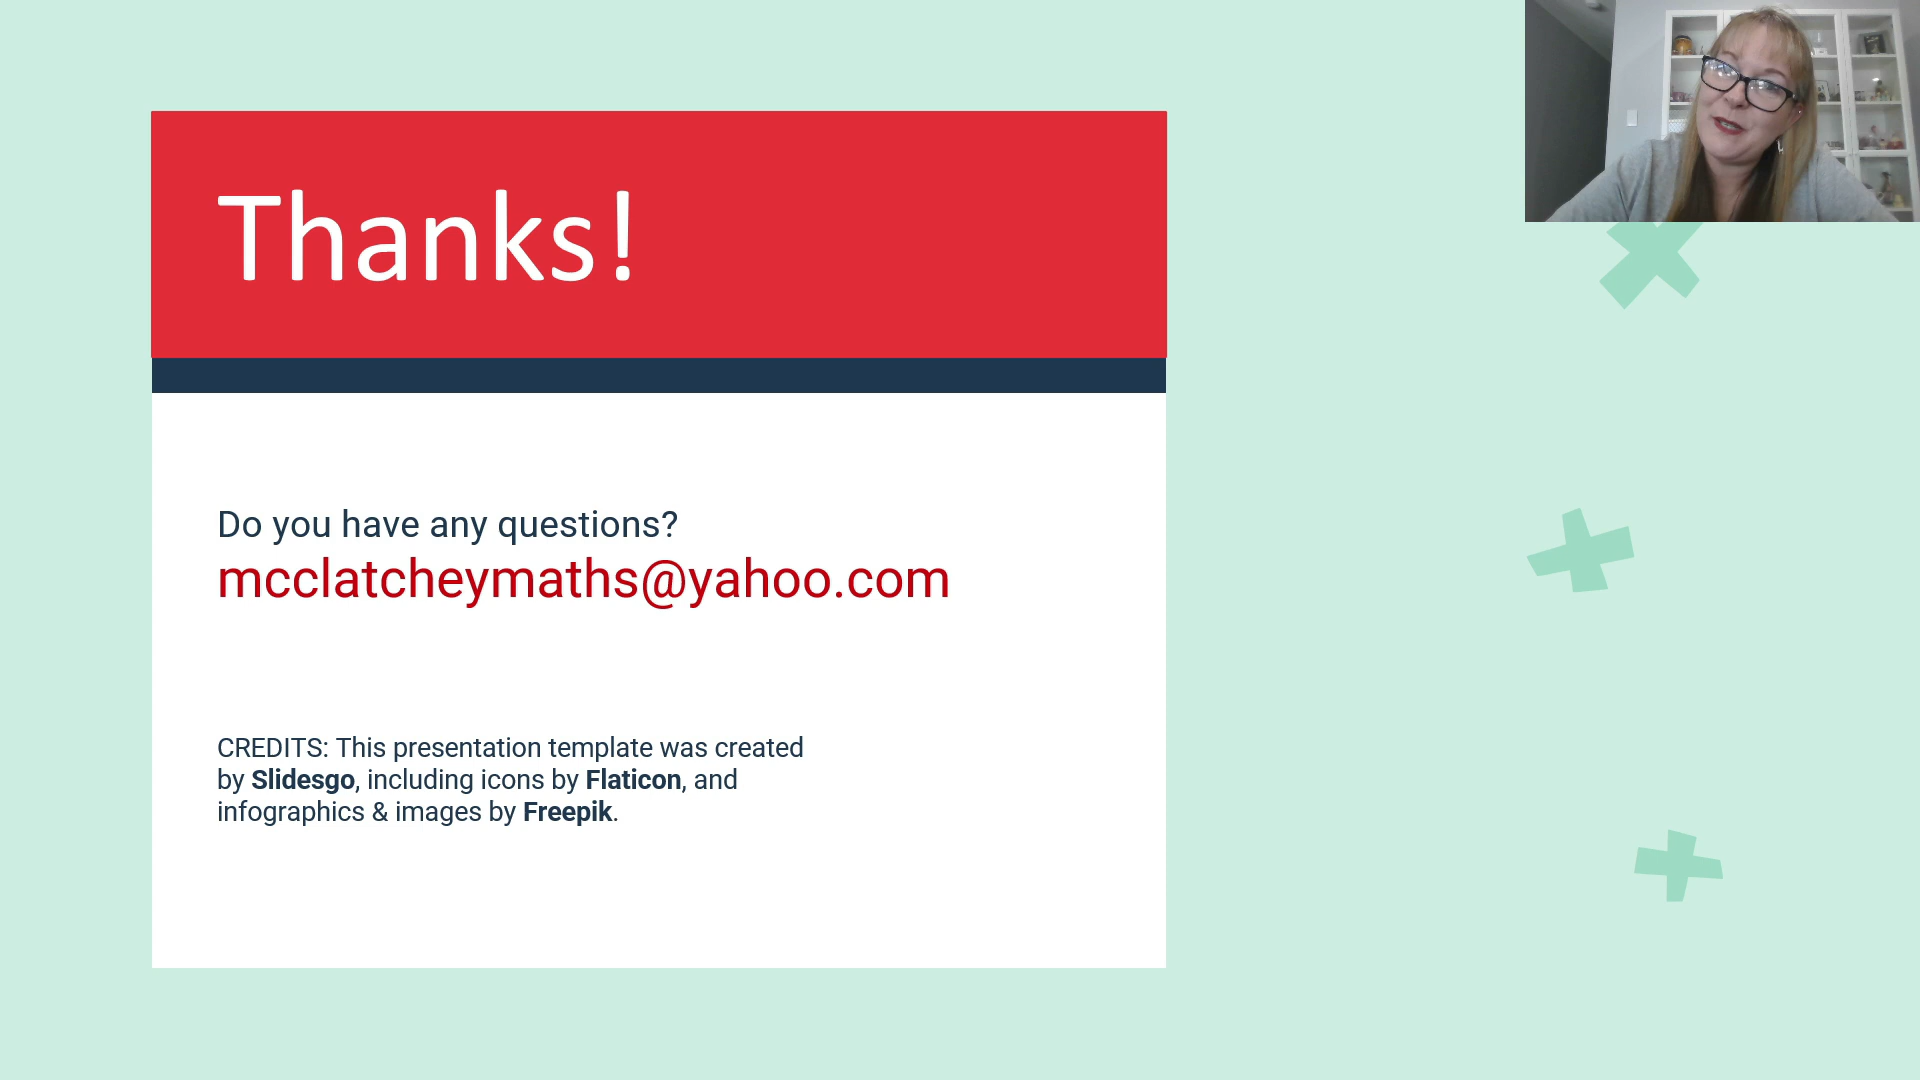 Thanks!
Do you have any questions?
mcclatcheymaths@yahoo.com
CREDITS: This presentation template was created
by Slidesgo, including icons by Flaticon, and
infographics & images by Freepik.